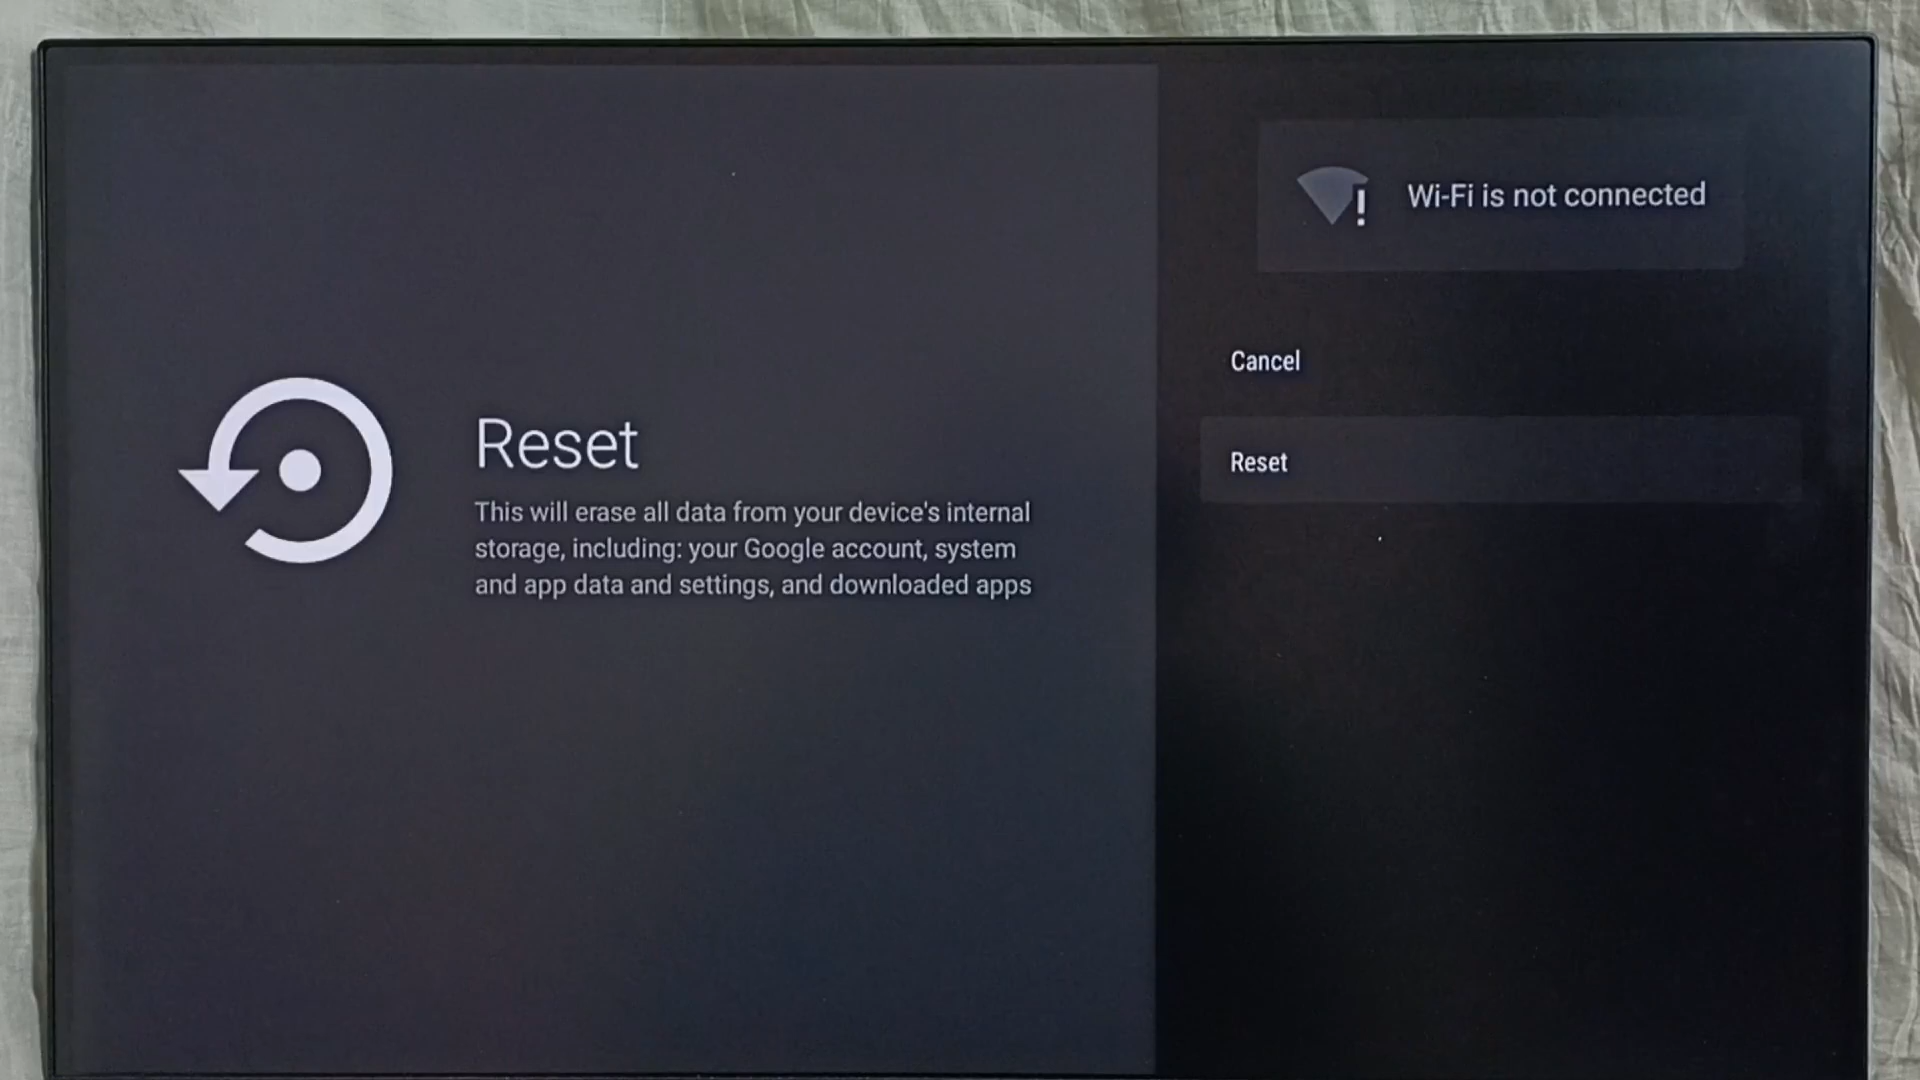 Reset
This will erase all data from your device's internal
storage, including: your Google account, system
and app data and settings, and downloaded apps
Wi-Fi is not connected
Cancel
Reset